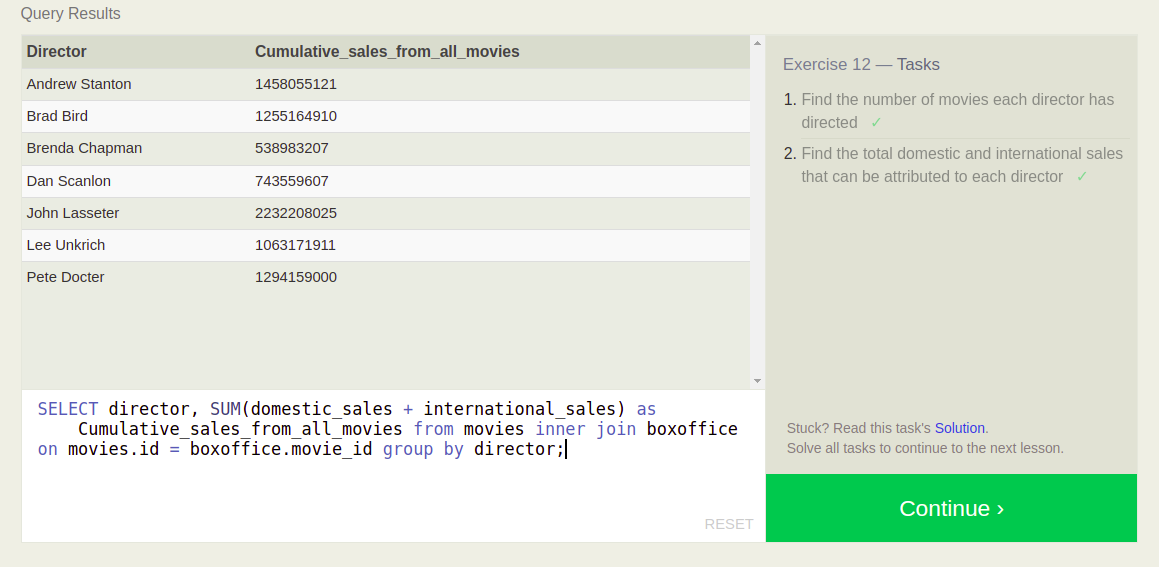 Query Results
Director Cumulative_sales_from_all_movies
Andrew Stanton 1458055121
Brad Bird 1255164910
Brenda Chapman 538983207
Dan Scanlon 743559607
John Lasseter 2232208025
Lee Unkrich 1063171911
Pete Docter 1294159000
SELECT director, SUM(domestic_sales + international_sales) as
Cumulative_sales_from_all_movies from movies inner join boxoffice
on movies.id = boxoffice.movie_id group by director;
RESET
Exercise 12 — Tasks
1. Find the number of movies each director has
directed ✓
2. Find the total domestic and international sales
that can be attributed to each director ✓
Stuck? Read this task's Solution.
Solve all tasks to continue to the next lesson.
Continue ›